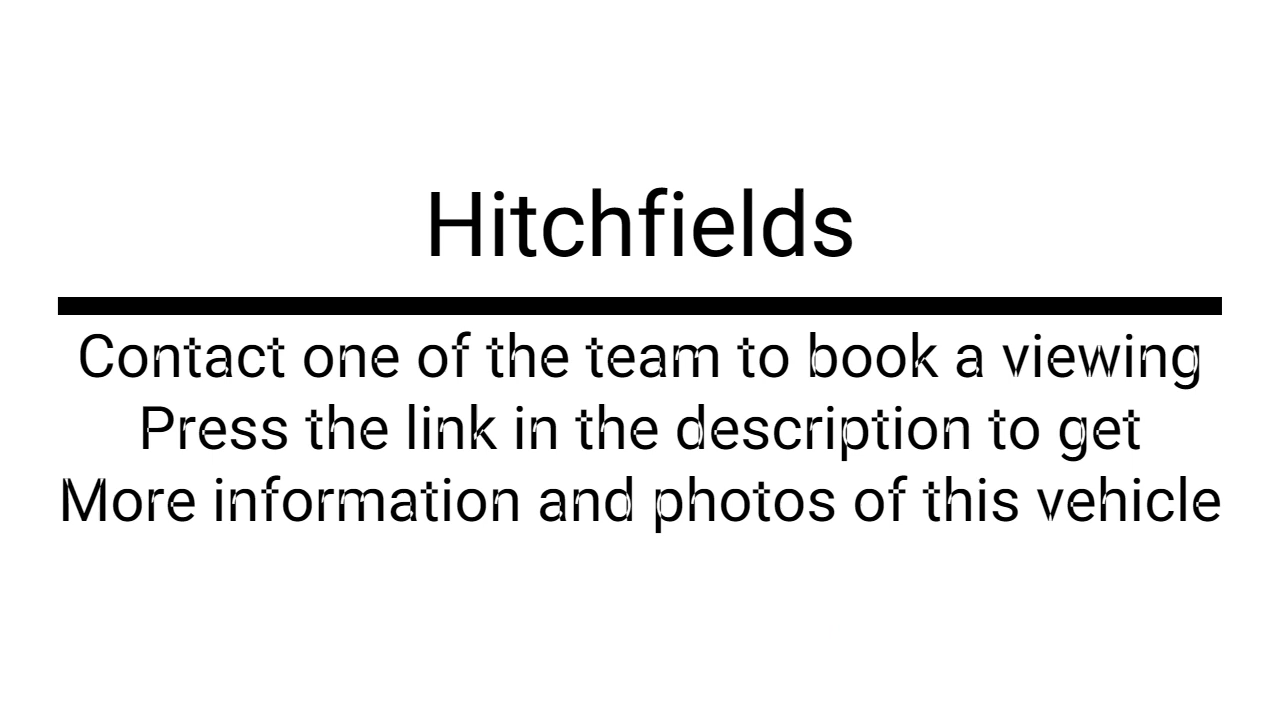 Hitchfields
Contact one of the team to book a viewing
Press the link in the description to get
More information and photos of this vehicle